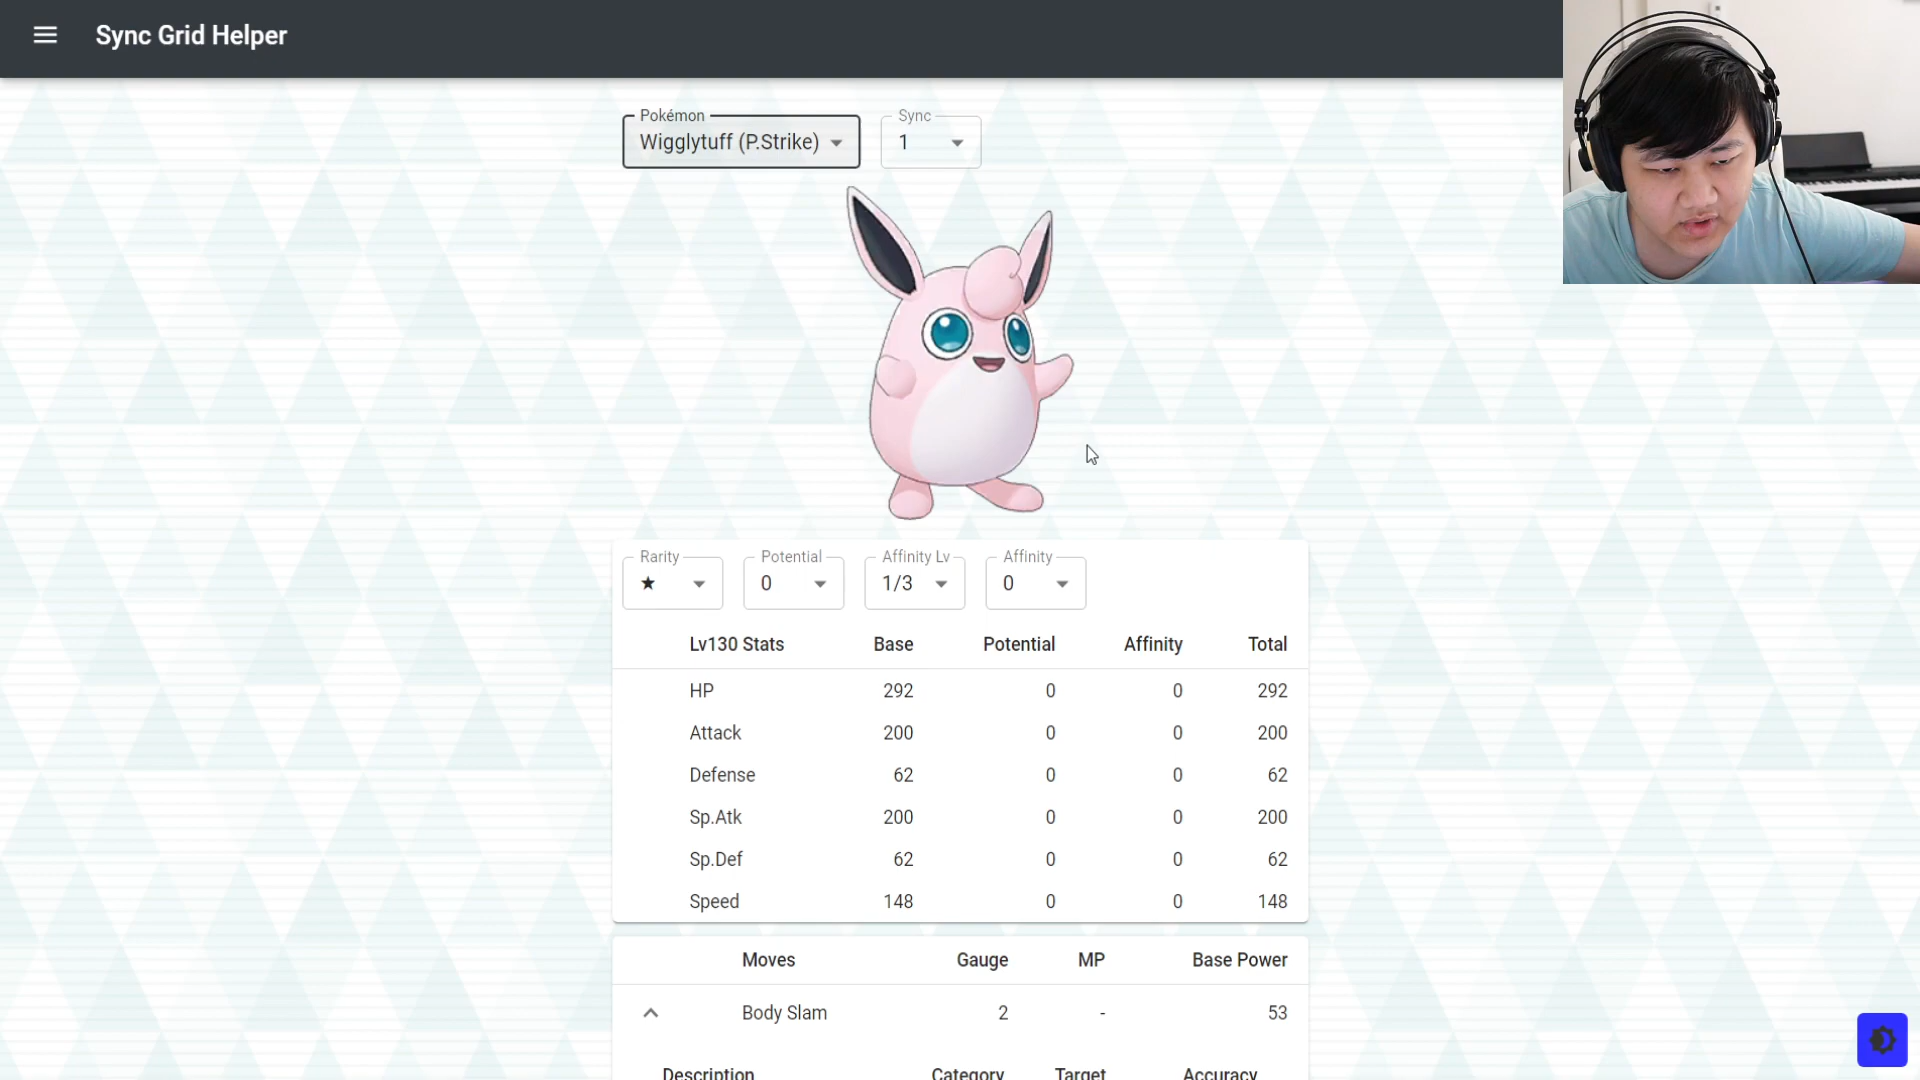 Sync Grid Helper
Pokémon
Wigglytuff (P.Strike)
Sync
1
Rarity
★
Potential
0
Affinity Lv
1/3
Affinity
0
Lv130 Stats Base Potential Affinity Total
HP 292 0 0 292
Attack 200 0 0 200
Defense 62 0 0 62
Sp.Atk 200 0 0 200
Sp.Def 62 0 0 62
Speed 148 0 0 148
Moves Gauge MP Base Power
Body Slam 2 - 53
Description Category Target Accuracy